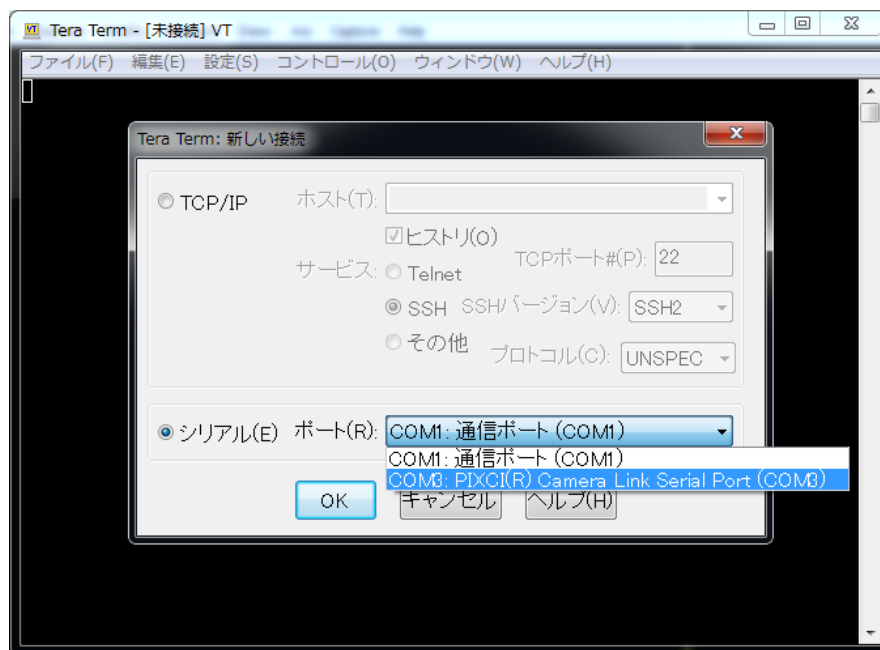 Tera Term - [未接続] VT
ファイル(F) 編集(E) 設定(S) コントロール(O) ウィンドウ(W) ヘルプ(H)
Tera Term: 新しい接続
TCP/IP
ホスト(T):
ヒストリ(O)
サービス:
Telnet
TCPポート#(P): 22
SSH
SSHバージョン(V): SSH2
その他
プロトコル(C): UNSPEC
シリアル(E)
ポート(R): COM1: 通信ポート (COM1)
COM1: 通信ポート (COM1)
COM3: PIXCI(R) Camera Link Serial Port (COM3)
OK
キャンセル
ヘルプ(H)